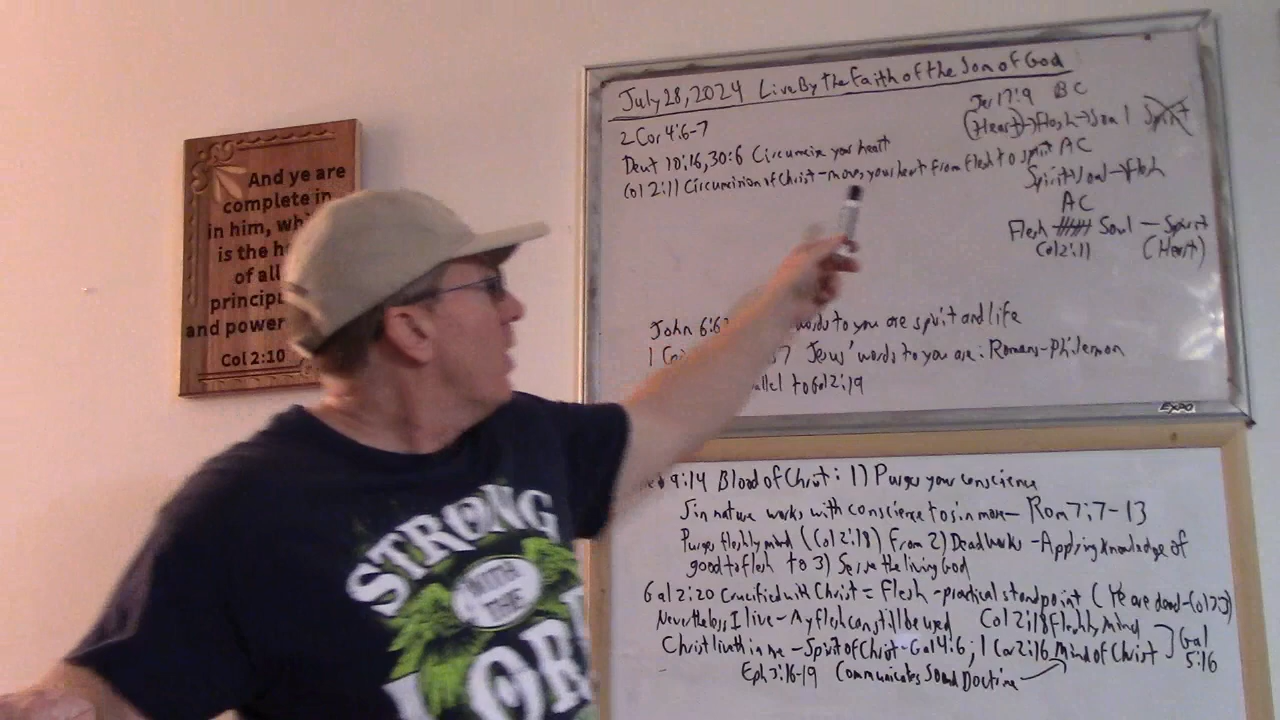 And ye are
complete in
in him,
is the
of all
and power
Col 2:10
STRONG
WITH
THE
LORD
July 28, 2024 Live By The Faith of the Son of God
2 Cor 4:6-7
Deut 10:16, 30:6 Circumcise your heart
Col 2:11 Circumcision of Christ - moves your heart from flesh to spirit
Jer 17:9 BC
(Heart)→Flesh→Soul Spirit
AC
Spirit→Soul→Flesh
AC
Flesh Soul - Spirit
Col 2:11 (Heart)
John 6:6 words to you are spirit and life
7 Jesus' words to you are: Romans-Philemon
to Col 2:19
EXPO
9:14 Blood of Christ: 1) Purges your conscience
Sin nature works with conscience to sin more- Rom 7:7-13
Purges fleshly mind (Col 2:18) from 2) Dead works - Applying knowledge of
good to flesh to 3) Serve the living God
Gal 2:20 Crucified with Christ = Flesh - practical standpoint (Ye are dead-Col 3:3)
Nevertheless I live - My flesh can still be used Col 2:18 Fleshly Mind
Christ liveth in me - Spirit of Christ - Gal 4:6; 1 Cor 2:16 Mind of Christ ] Gal 5:16
Eph 3:16-19 Communicates Sound Doctrine